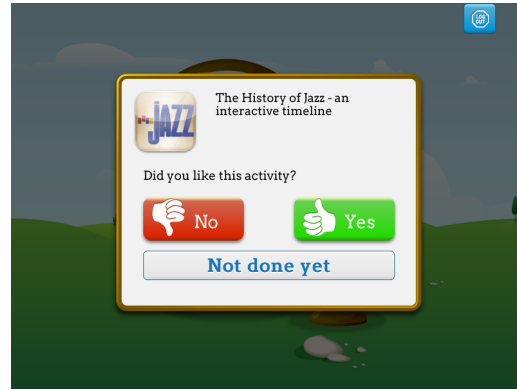 LOG
OUT
JAZZ
The History of Jazz - an
interactive timeline
Did you like this activity?
No
Yes
Not done yet